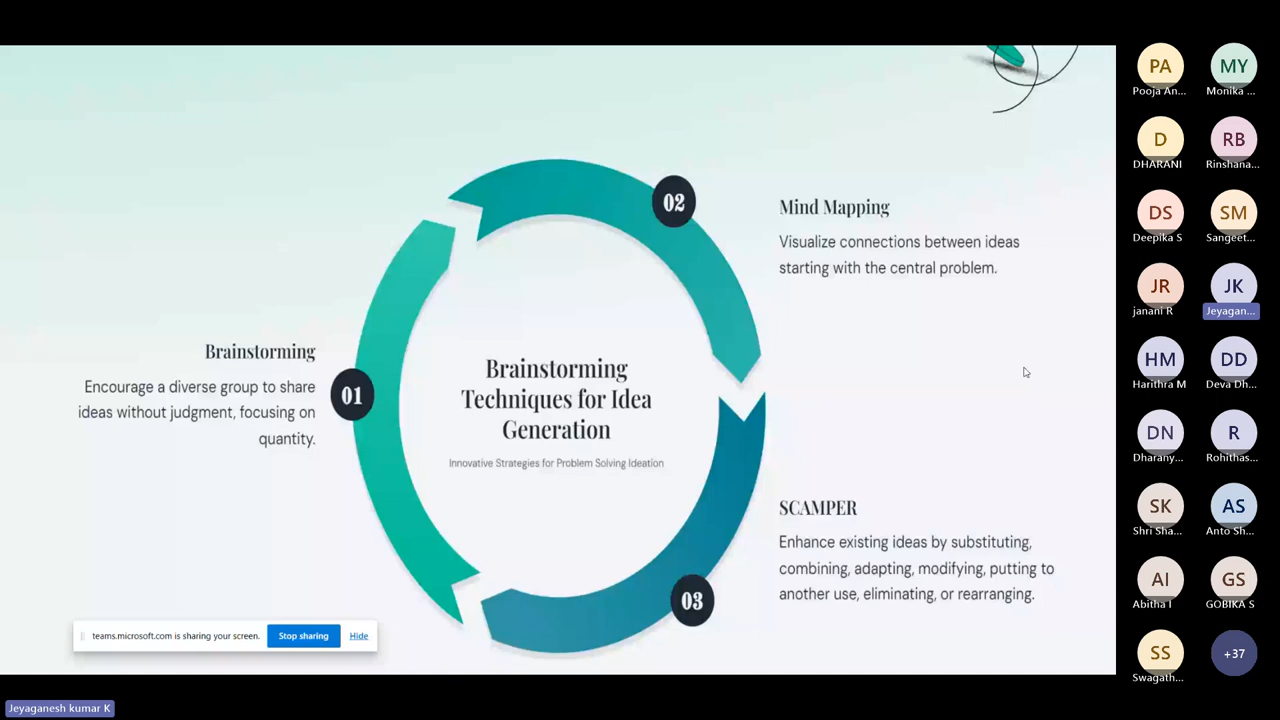 02
Mind Mapping
Visualize connections between ideas
starting with the central problem.
Brainstorming
Encourage a diverse group to share
ideas without judgment, focusing on
quantity.
01
Brainstorming
Techniques for Idea
Generation
Innovative Strategies for Problem Solving Ideation
SCAMPER
Enhance existing ideas by substituting,
combining, adapting, modifying, putting to
another use, eliminating, or rearranging.
03
teams.microsoft.com is sharing your screen.
Stop sharing
Hide
Jeyaganesh kumar K
PA
Pooja An...
MY
Monika ...
D
DHARANI
RB
Rinshana...
DS
Deepika S
SM
Sangeet...
JR
janani R
JK
Jeyagan...
HM
Harithra M
DD
Deva Dh...
DN
Dharany...
R
Rohithas...
SK
Shri Sha...
AS
Anto Sh...
AI
Abitha I
GS
GOBIKA S
SS
Swagath...
+37